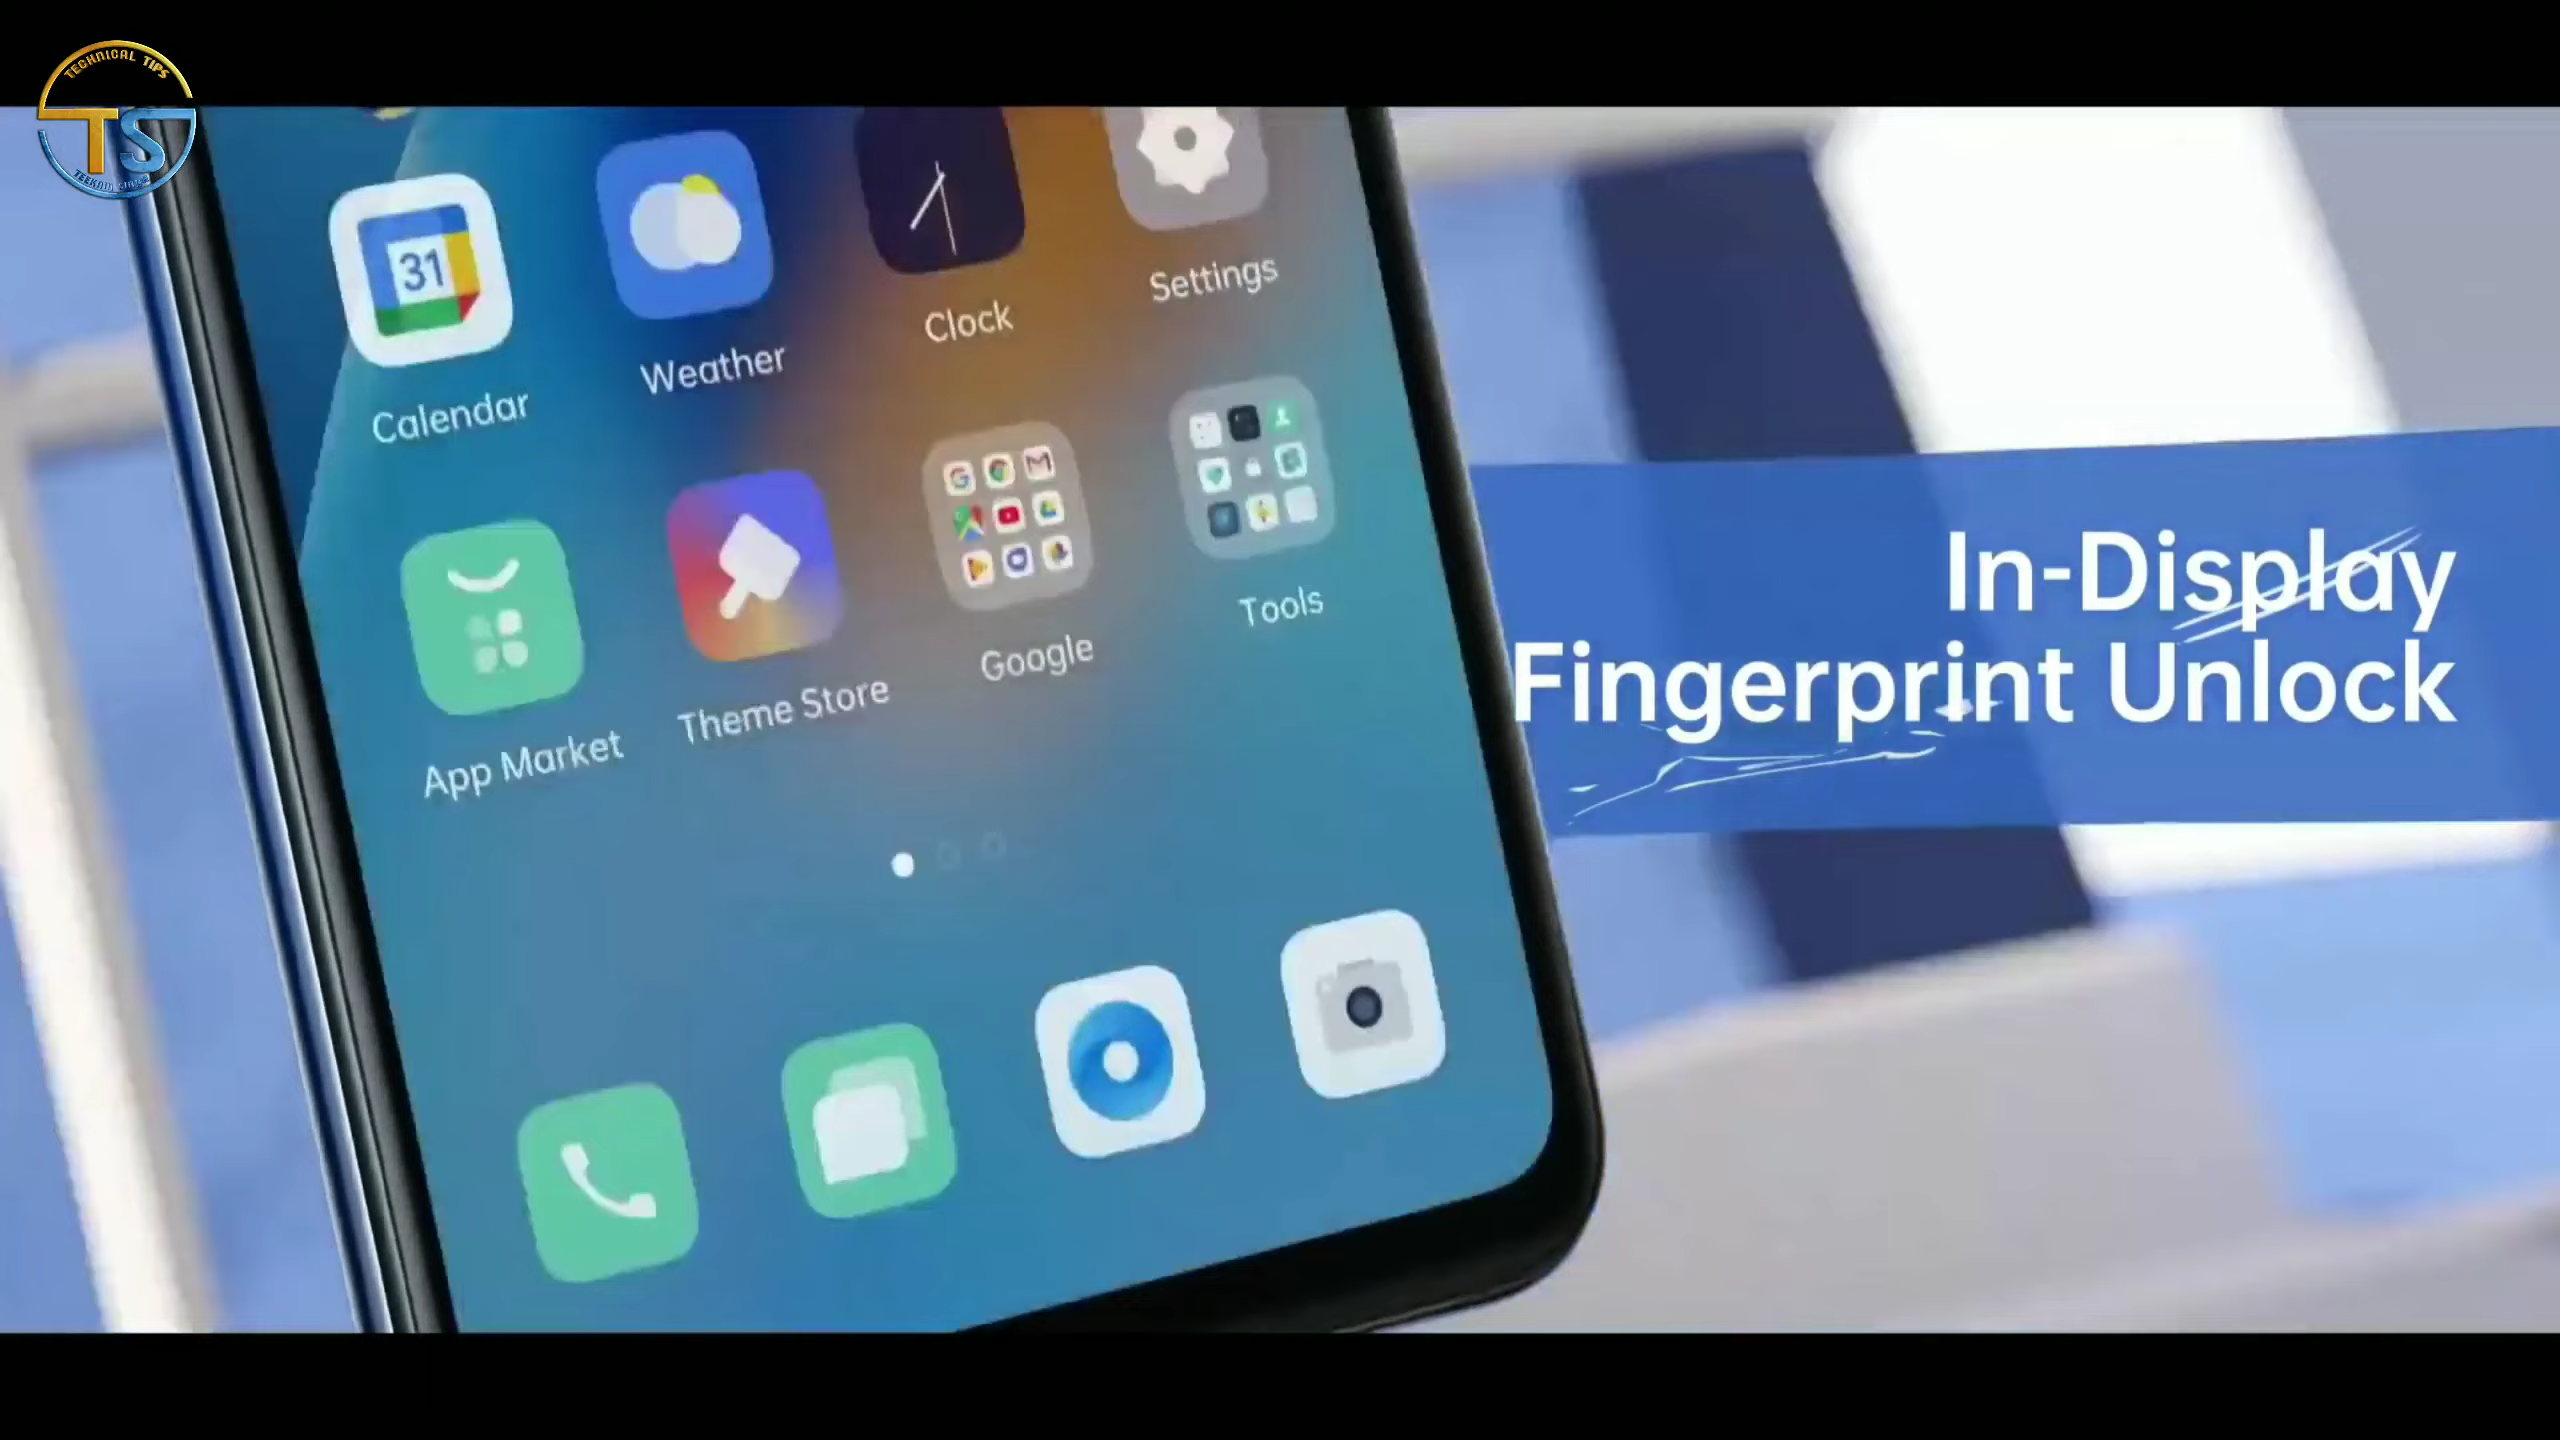 TECHNICAL TIPS
TS
31
Calendar
Weather
Clock
Settings
App Market
Theme Store
Google
Tools
In-Display
Fingerprint Unlock